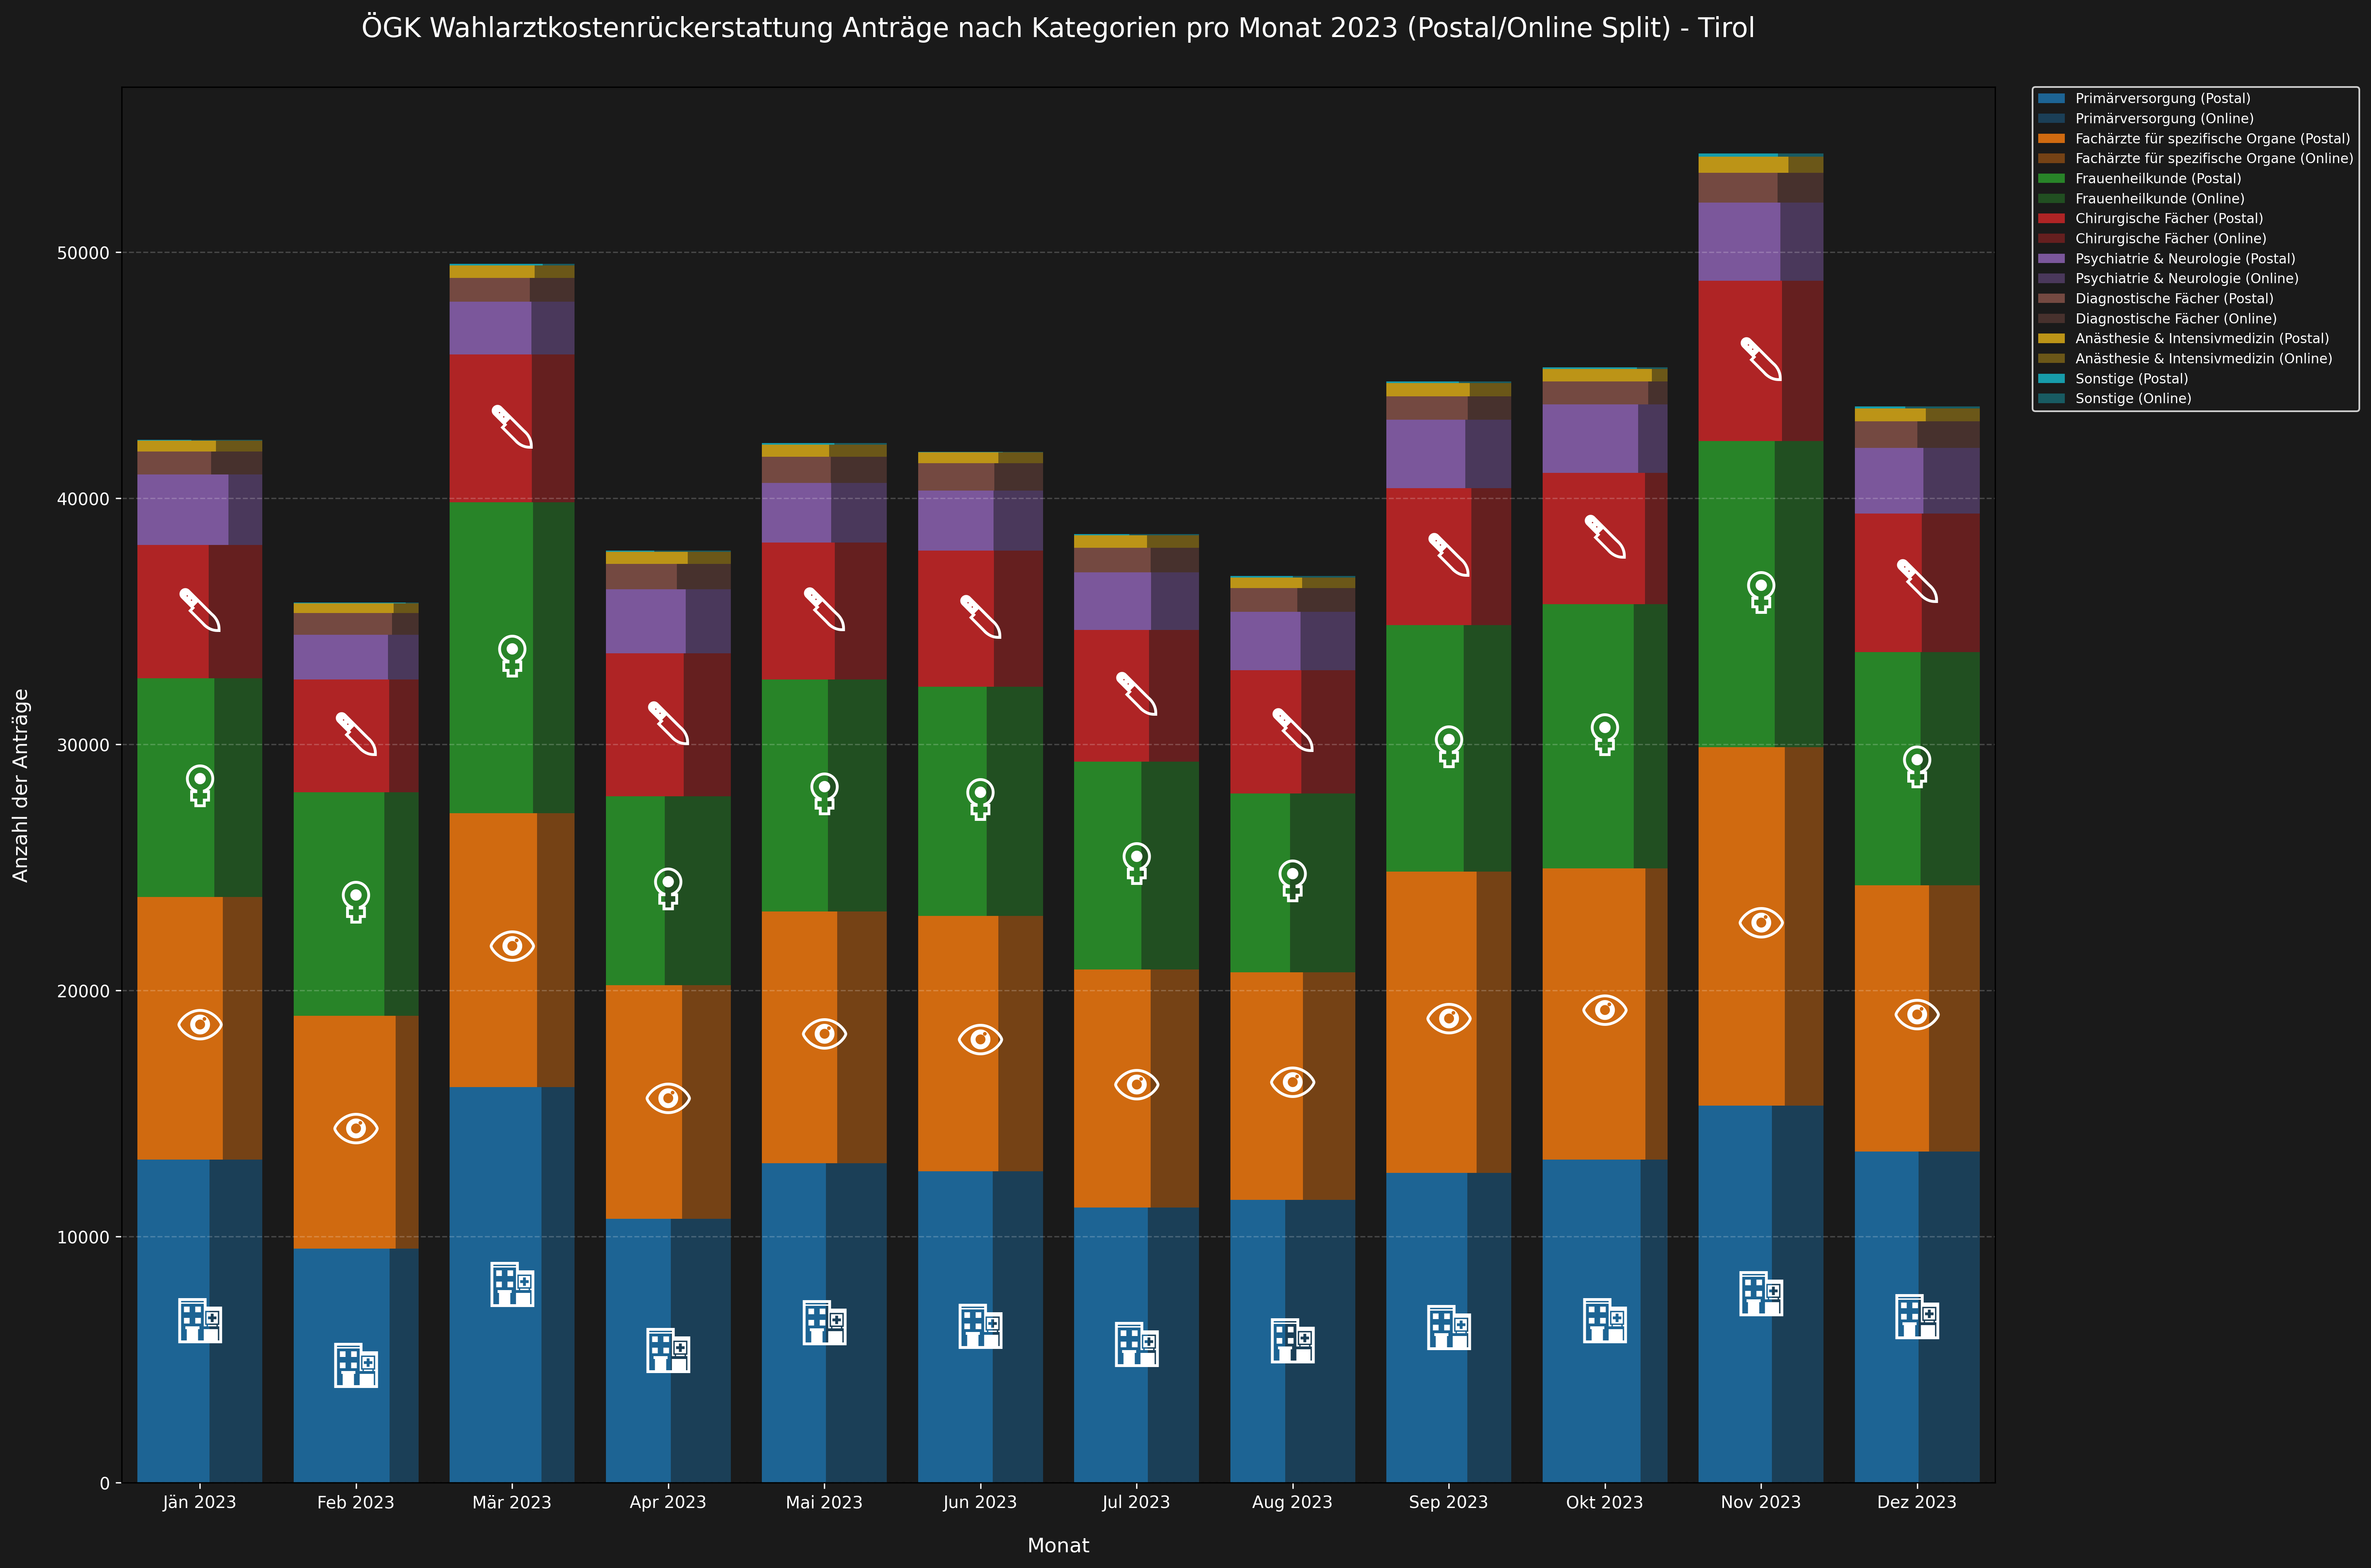 ÖGK Wahlarztkostenrückerstattung Anträge nach Kategorien pro Monat 2023 (Postal/Online Split) - Tirol
Anzahl der Anträge
50000
40000
30000
20000
10000
0
Jän 2023
Feb 2023
Mär 2023
Apr 2023
Mai 2023
Jun 2023
Jul 2023
Aug 2023
Sep 2023
Okt 2023
Nov 2023
Dez 2023
Monat
Primärversorgung (Postal)
Primärversorgung (Online)
Fachärzte für spezifische Organe (Postal)
Fachärzte für spezifische Organe (Online)
Frauenheilkunde (Postal)
Frauenheilkunde (Online)
Chirurgische Fächer (Postal)
Chirurgische Fächer (Online)
Psychiatrie & Neurologie (Postal)
Psychiatrie & Neurologie (Online)
Diagnostische Fächer (Postal)
Diagnostische Fächer (Online)
Anästhesie & Intensivmedizin (Postal)
Anästhesie & Intensivmedizin (Online)
Sonstige (Postal)
Sonstige (Online)